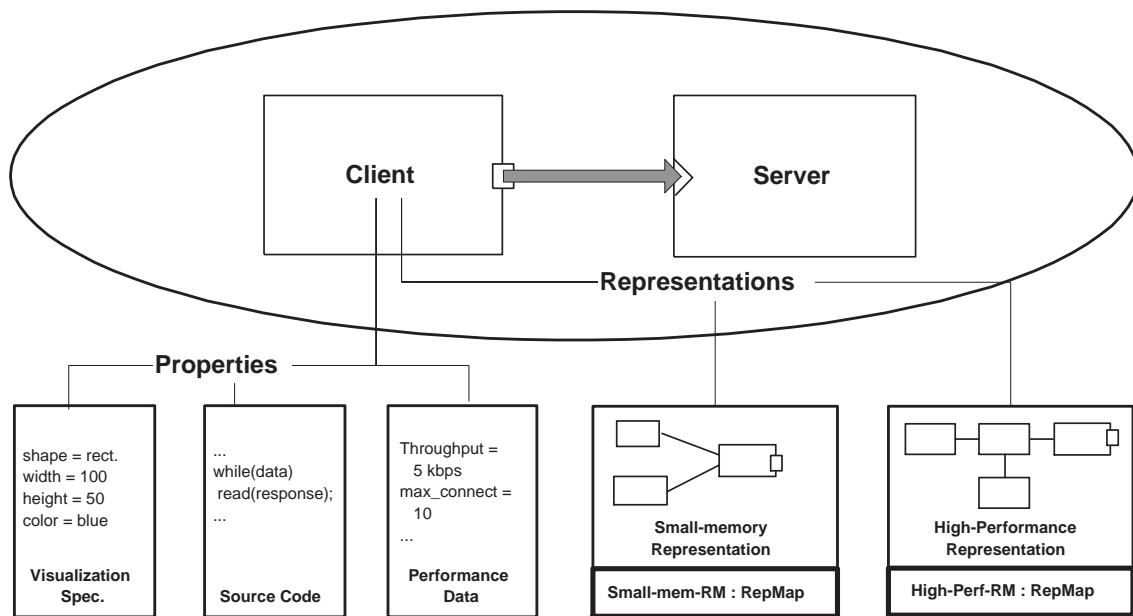 Client
Server
Representations
Properties
shape = rect.
width = 100
height = 50
color = blue
Visualization
Spec.
...
while(data)
read(response);
...
Source Code
Throughput =
5 kbps
max_connect =
10
...
Performance
Data
Small-memory
Representation
Small-mem-RM : RepMap
High-Performance
Representation
High-Perf-RM : RepMap